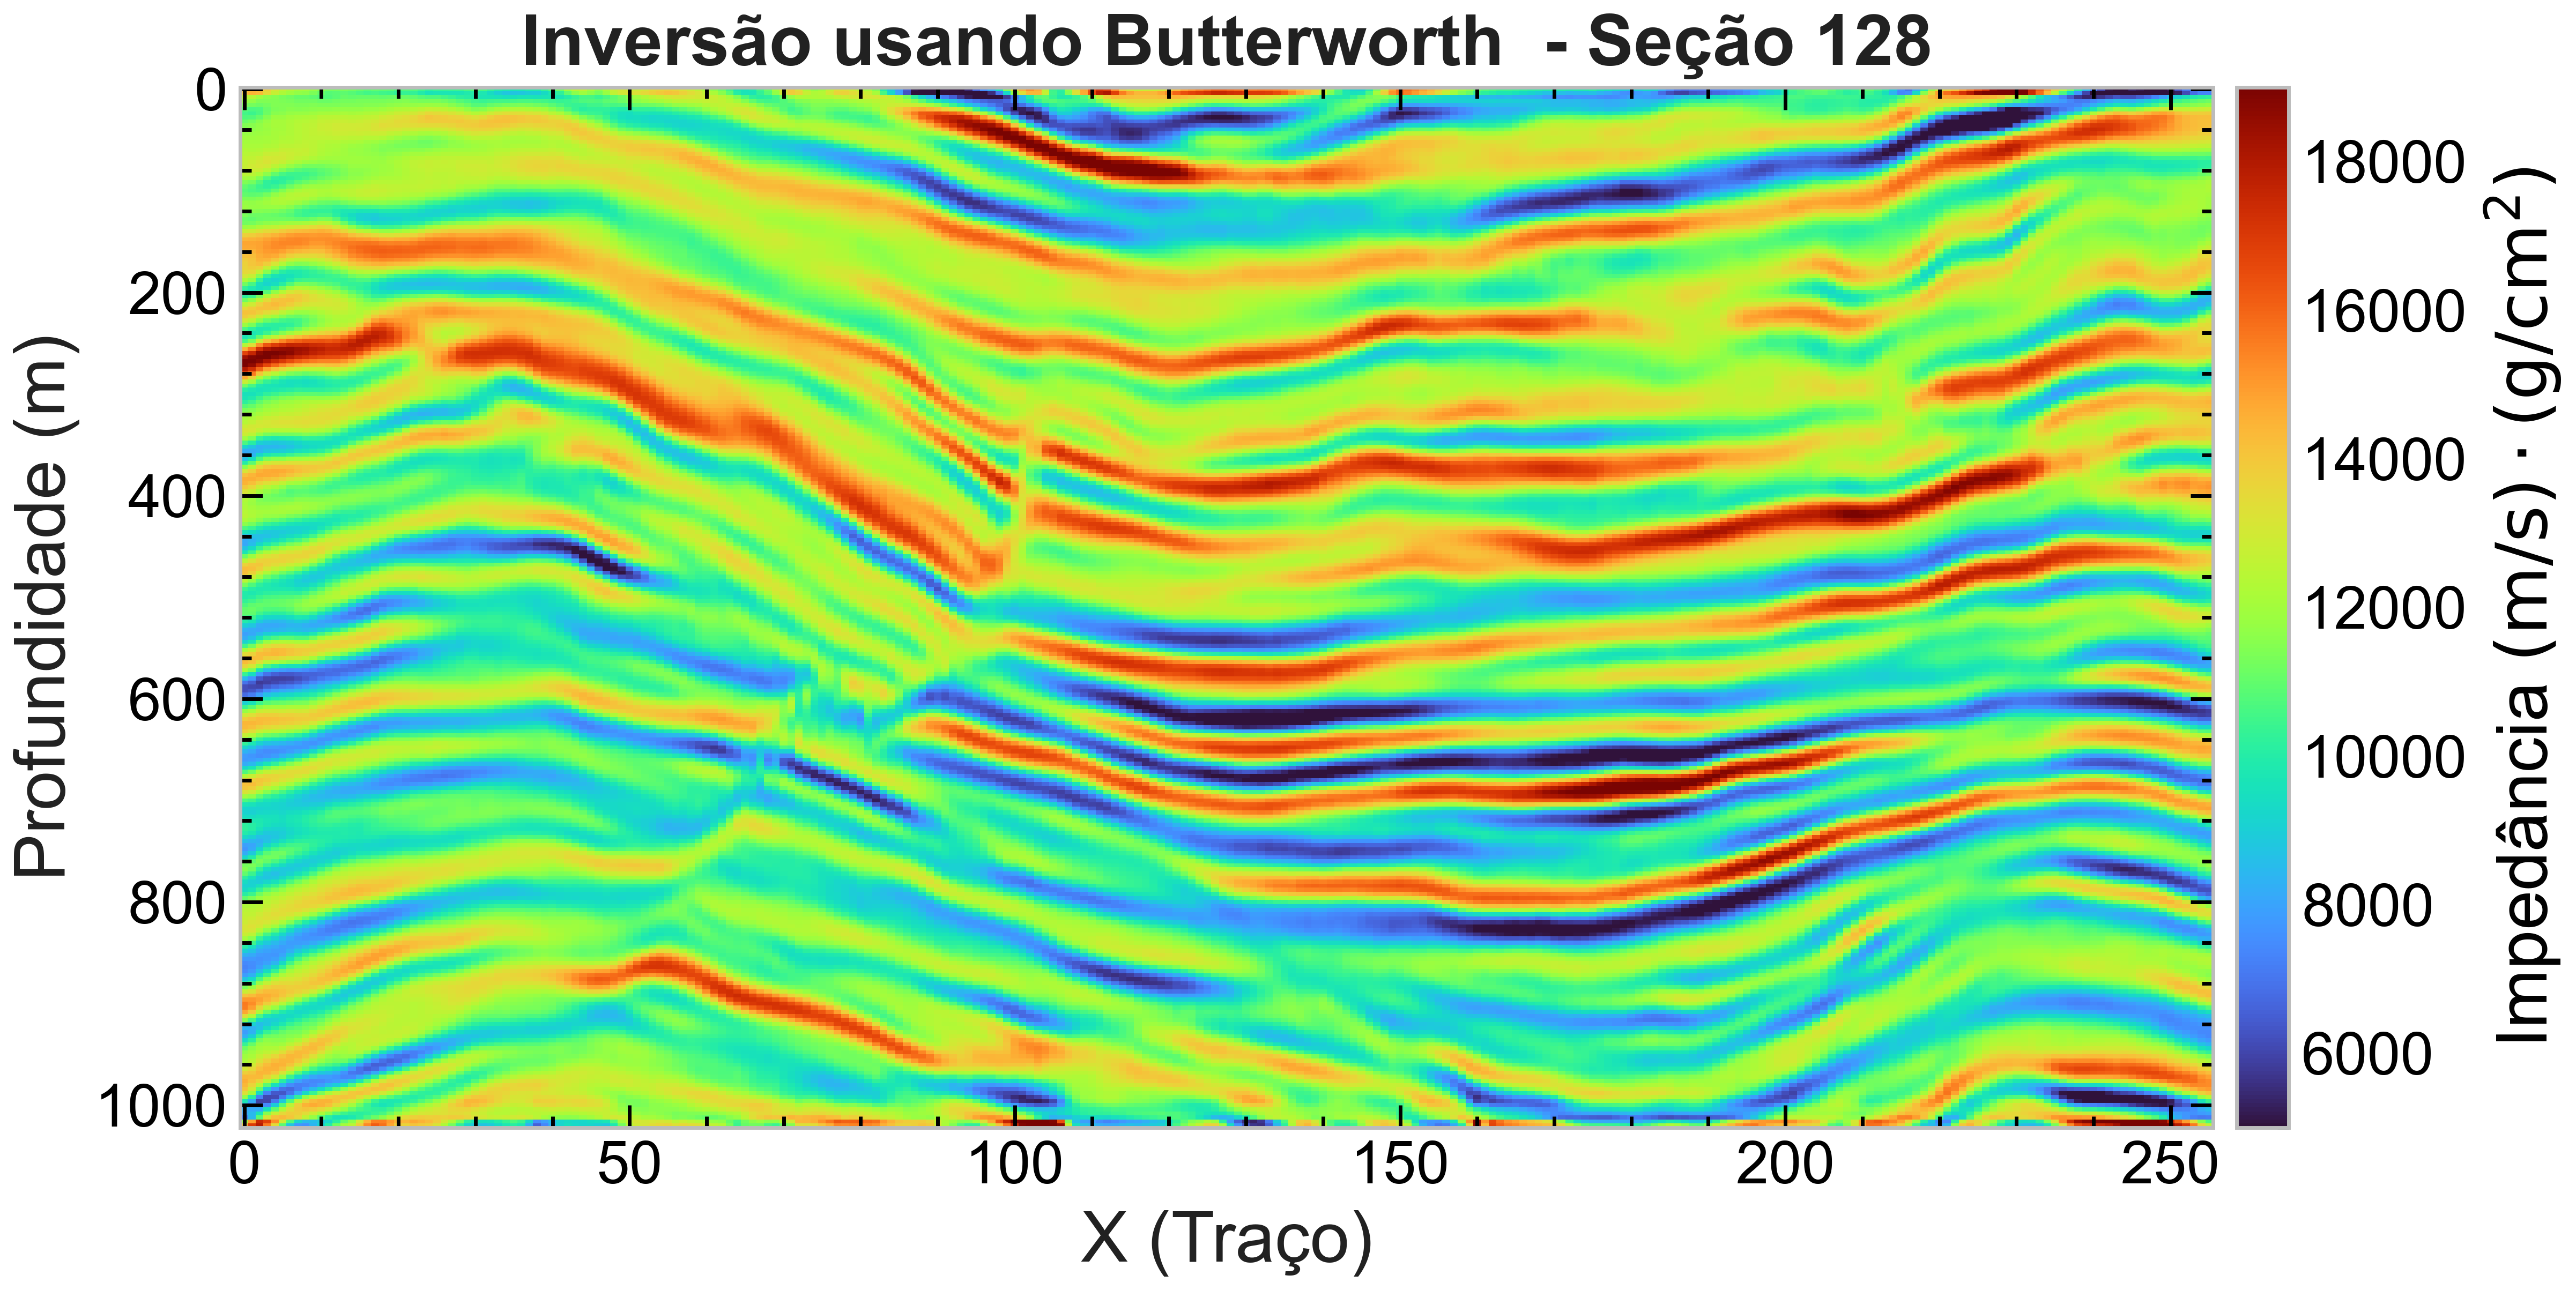 Inversão usando Butterworth - Seção 128
0
200
400
600
800
1000
Profundidade (m)
0 50 100 150 200 250
X (Traço)
18000
16000
14000
12000
10000
8000
6000
Impedância (m/s) · (g/cm²)